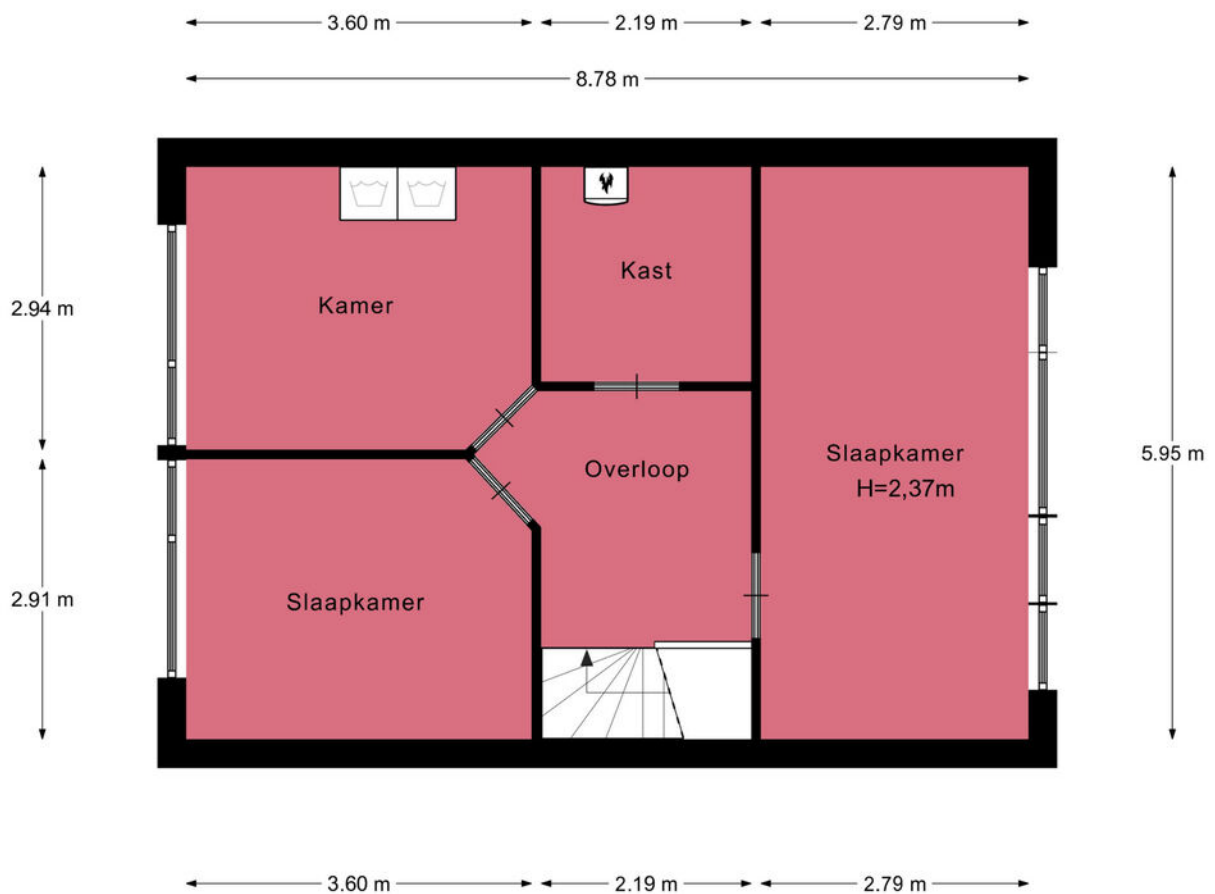 3.60 m
2.19 m
2.79 m
8.78 m
Kast
Kamer
2.94 m
Overloop
Slaapkamer
H=2,37m
5.95 m
Slaapkamer
2.91 m
3.60 m
2.19 m
2.79 m